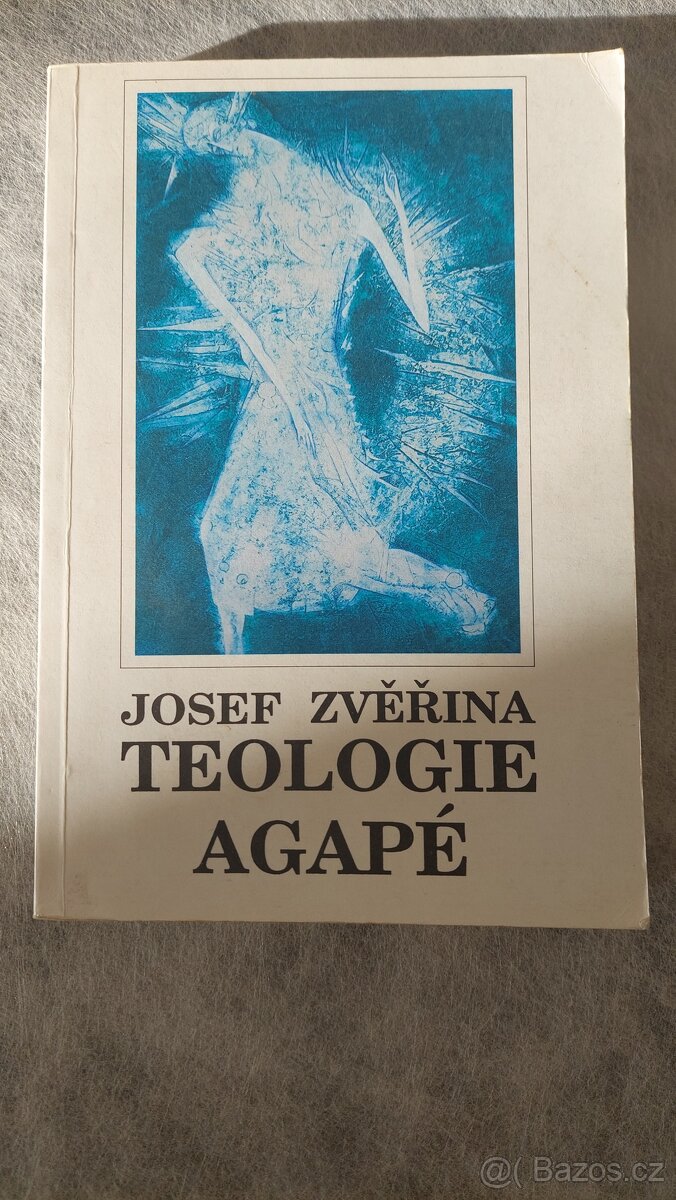 JOSEF ZVĚŘINA
TEOLOGIE
AGAPÉ
@( Bazos.cz